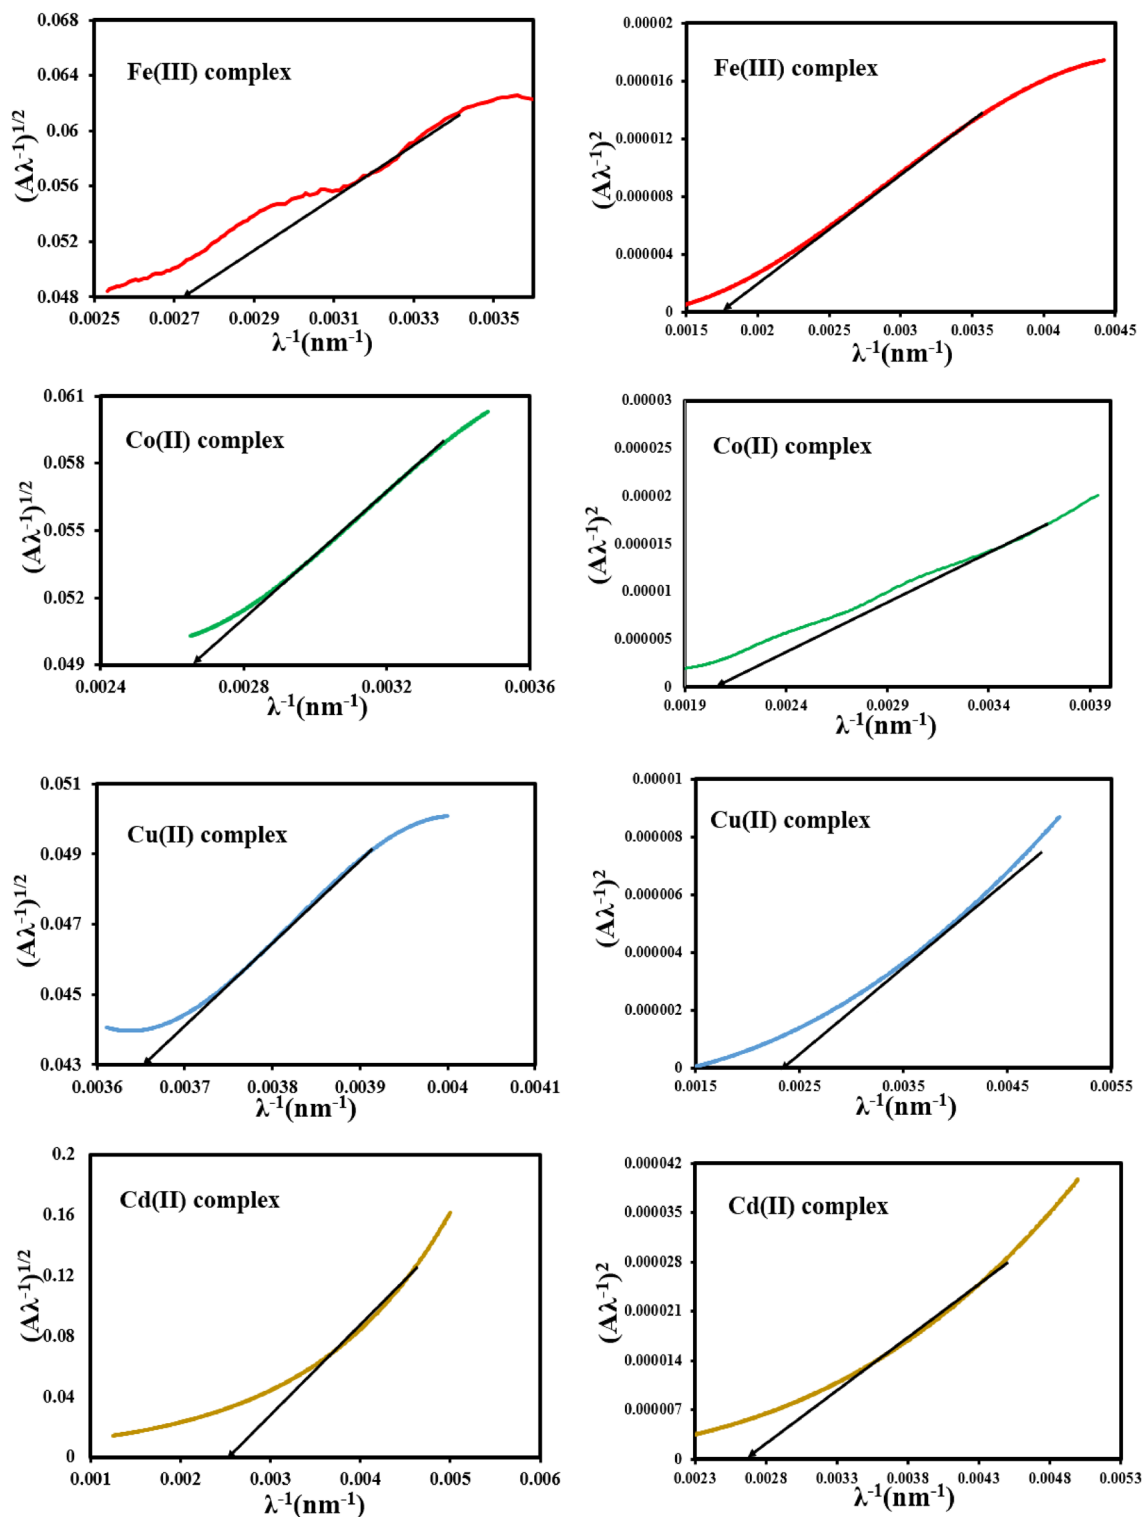 0.068
0.064
0.06
0.056
0.052
0.048
(Aλ⁻¹)¹ᐟ²
Fe(III) complex
0.0025 0.0027 0.0029 0.0031 0.0033 0.0035
λ⁻¹(nm⁻¹)
0.00002
0.000016
0.000012
0.000008
0.000004
0
(Aλ⁻¹)²
Fe(III) complex
0.0015 0.002 0.0025 0.003 0.0035 0.004 0.0045
λ⁻¹(nm⁻¹)
0.061
0.058
0.055
0.052
0.049
(Aλ⁻¹)¹ᐟ²
Co(II) complex
0.0024 0.0028 0.0032 0.0036
λ⁻¹(nm⁻¹)
0.00003
0.000025
0.00002
0.000015
0.00001
0.000005
0
(Aλ⁻¹)²
Co(II) complex
0.0019 0.0024 0.0029 0.0034 0.0039
λ⁻¹(nm⁻¹)
0.051
0.049
0.047
0.045
0.043
(Aλ⁻¹)¹ᐟ²
Cu(II) complex
0.0036 0.0037 0.0038 0.0039 0.004 0.0041
λ⁻¹(nm⁻¹)
0.00001
0.000008
0.000006
0.000004
0.000002
0
(Aλ⁻¹)²
Cu(II) complex
0.0015 0.0025 0.0035 0.0045 0.0055
λ⁻¹(nm⁻¹)
0.2
0.16
0.12
0.08
0.04
0
(Aλ⁻¹)¹ᐟ²
Cd(II) complex
0.001 0.002 0.003 0.004 0.005 0.006
λ⁻¹(nm⁻¹)
0.000042
0.000035
0.000028
0.000021
0.000014
0.000007
0
(Aλ⁻¹)²
Cd(II) complex
0.0023 0.0028 0.0033 0.0038 0.0043 0.0048 0.0053
λ⁻¹(nm⁻¹)